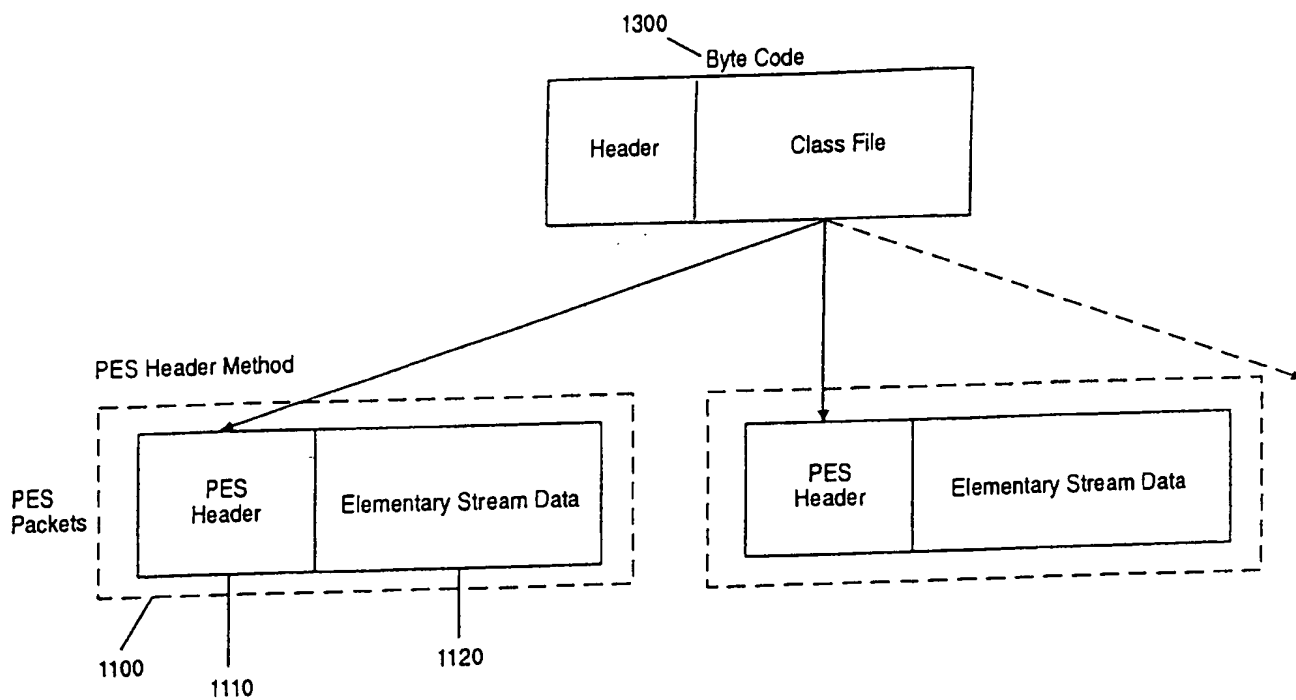 1300
Byte Code
Header
Class File
PES Header Method
PES
Packets
PES
Header
Elementary Stream Data
PES
Header
Elementary Stream Data
1100
1110
1120